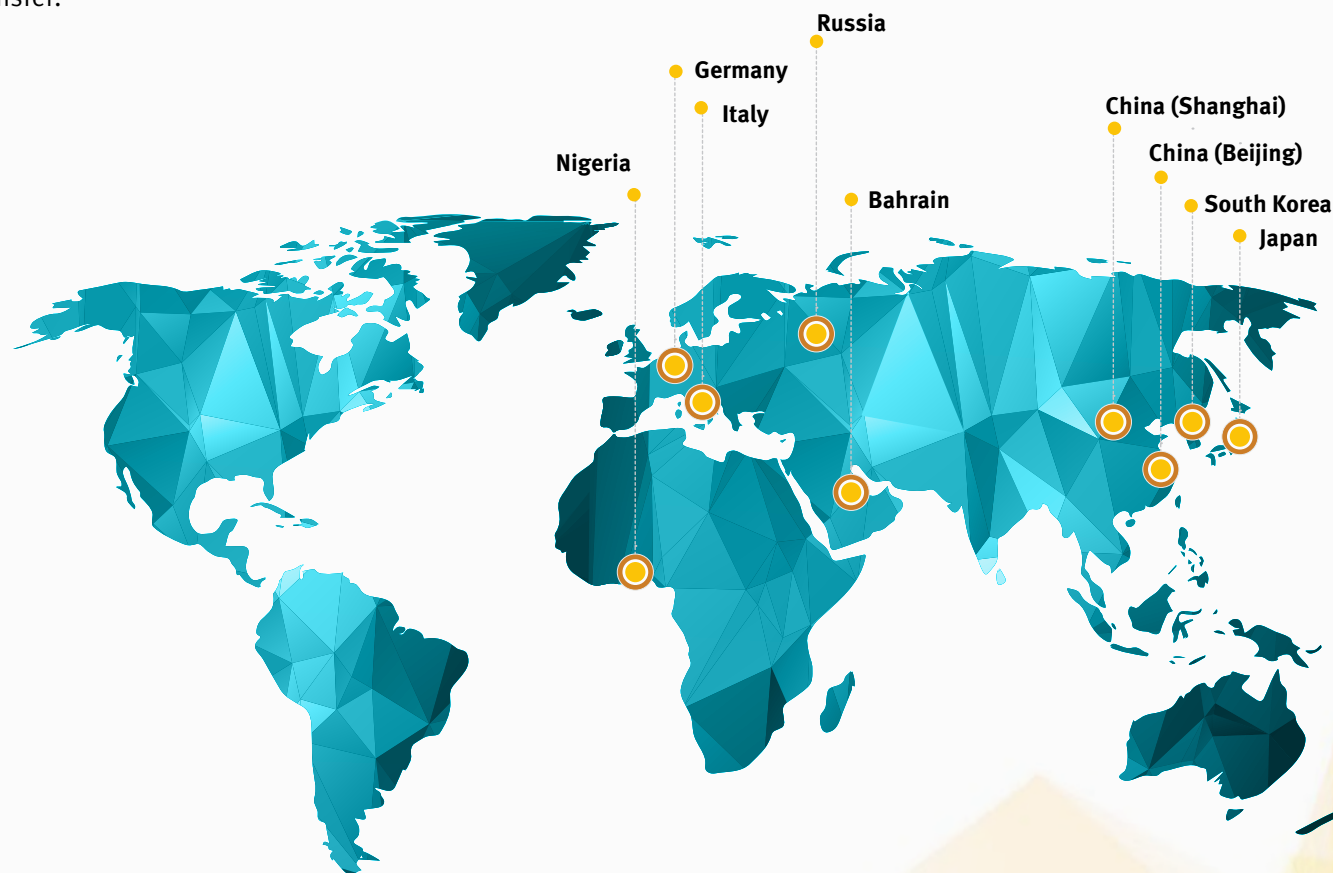 Russia
Germany
Italy
China (Shanghai)
China (Beijing)
Nigeria
Bahrain
South Korea
Japan